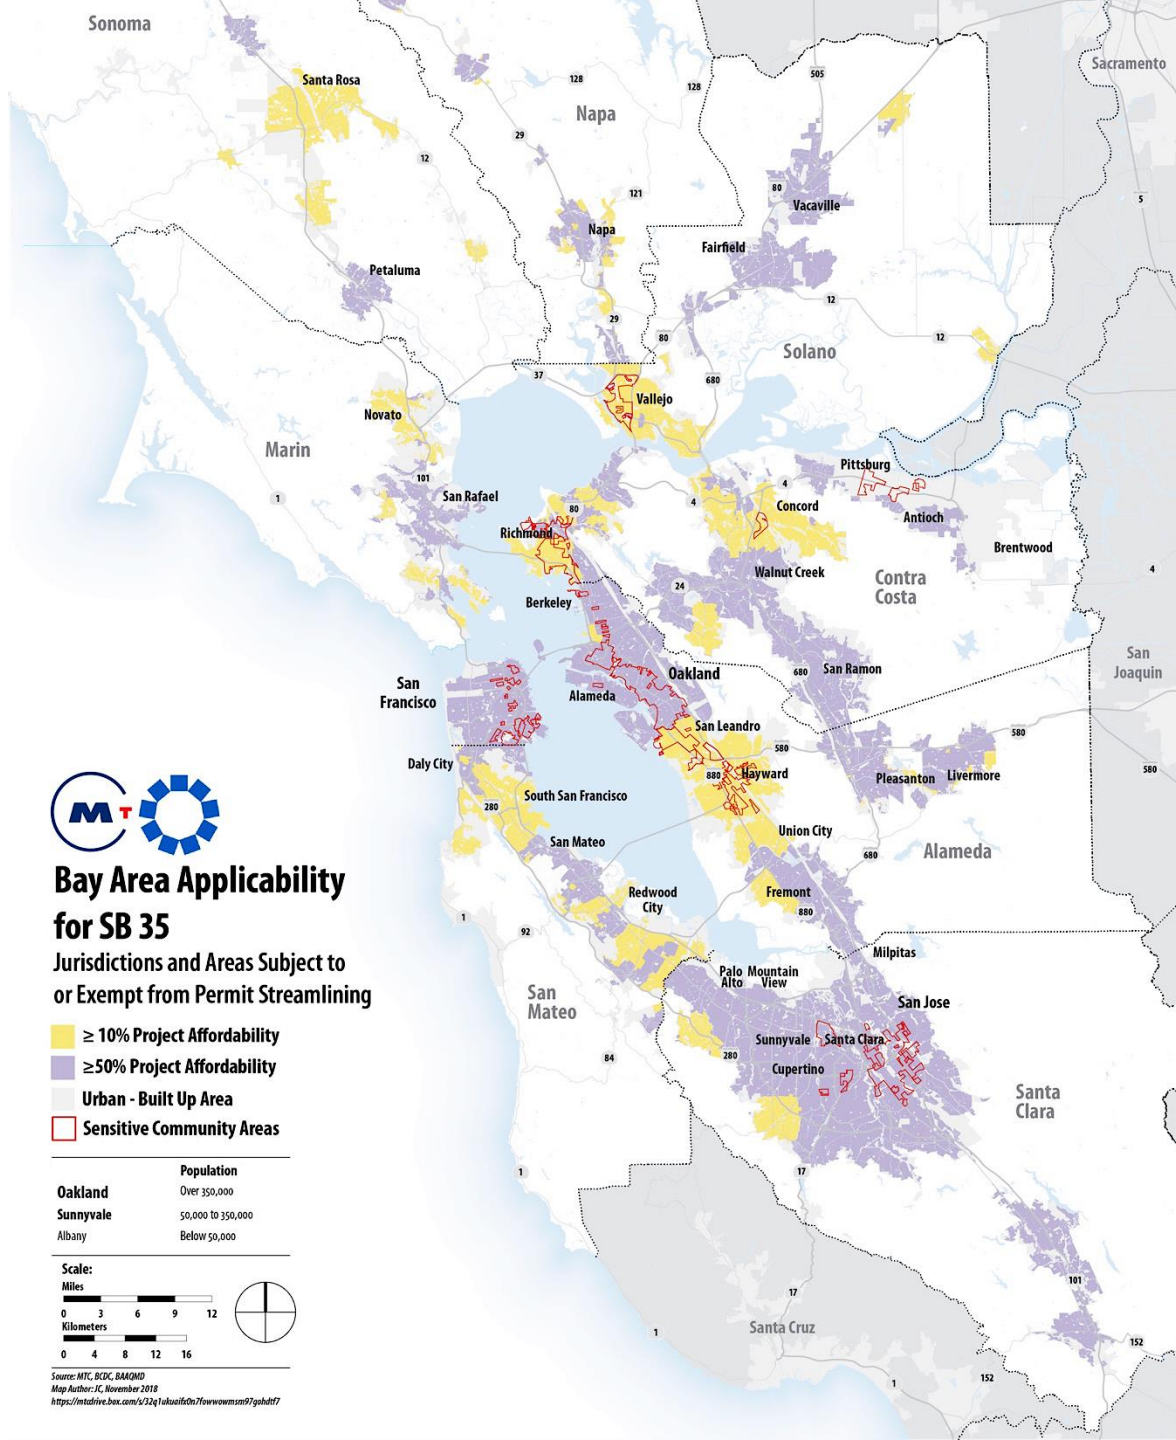 Sonoma
Sacramento
Santa Rosa
505
128
128
Napa
29
12
80
121
5
Vacaville
Napa
Fairfield
Petaluma
12
29
80
12
Solano
37
680
Vallejo
Novato
Marin
Pittsburg
101
4
San Rafael
1
4
Concord
80
Antioch
Richmond
Brentwood
Walnut Creek
4
24
Contra
Costa
Berkeley
San
Joaquin
680
San Ramon
Oakland
San
Francisco
Alameda
San Leandro
580
580
Daly City
880
Hayward
Pleasanton
Livermore
580
280
South San Francisco
Union City
San Mateo
680
Alameda
Redwood
City
Fremont
880
1
92
Milpitas
Palo
Alto
Mountain
View
San
Mateo
San Jose
Sunnyvale
Santa Clara
280
84
Cupertino
Santa
Clara
1
17
101
17
Santa Cruz
1
152
152
1
M T
Bay Area Applicability
for SB 35
Jurisdictions and Areas Subject to
or Exempt from Permit Streamlining
≥ 10% Project Affordability
≥50% Project Affordability
Urban - Built Up Area
Sensitive Community Areas
Population
Oakland Over 350,000
Sunnyvale 50,000 to 350,000
Albany Below 50,000
Scale:
Miles
0 3 6 9 12
Kilometers
0 4 8 12 16
Source: MTC, BCDC, BAAQMD
Map Author: JC, November 2018